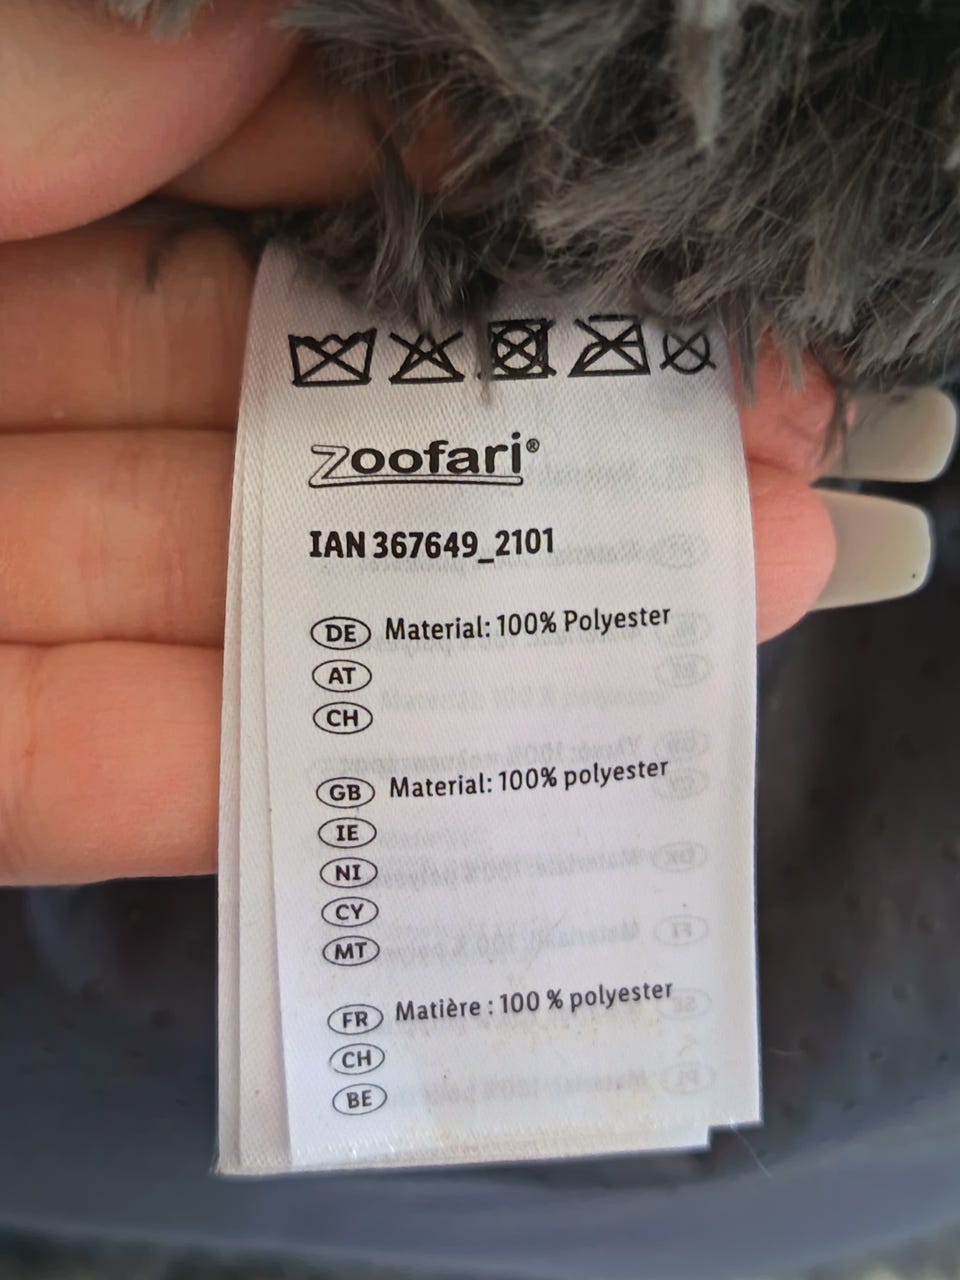 Zoofari®
IAN 367649_2101
DE Material: 100% Polyester
AT
CH
GB Material: 100% polyester
IE
NI
CY
MT
FR Matière : 100 % polyester
CH
BE